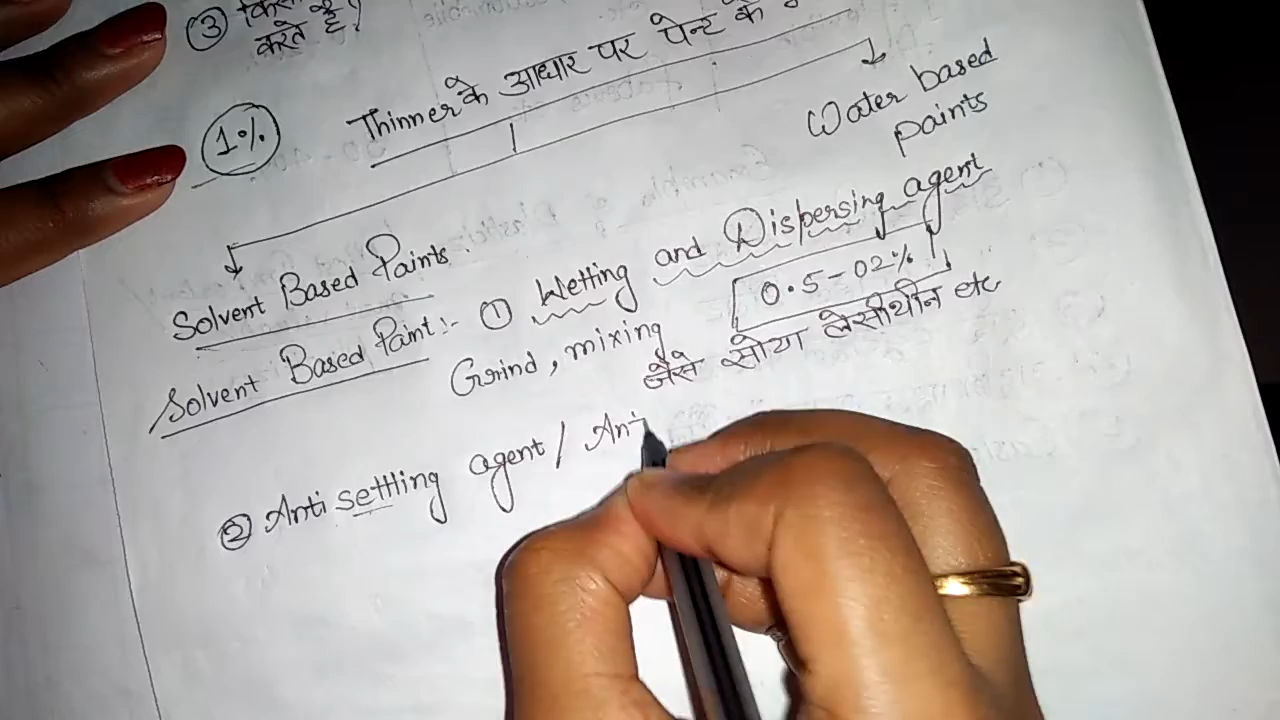 ③ किस
करते है?
1% Thinner के आधार पर पेन्ट के
Water based
paints
Solvent Based Paints.
Solvent Based Paint:- ① Wetting and Dispersing agent
0.5-02%
Grind, mixing
जैसे सोया लेसीथीन etc
② Anti settling agent / Ant